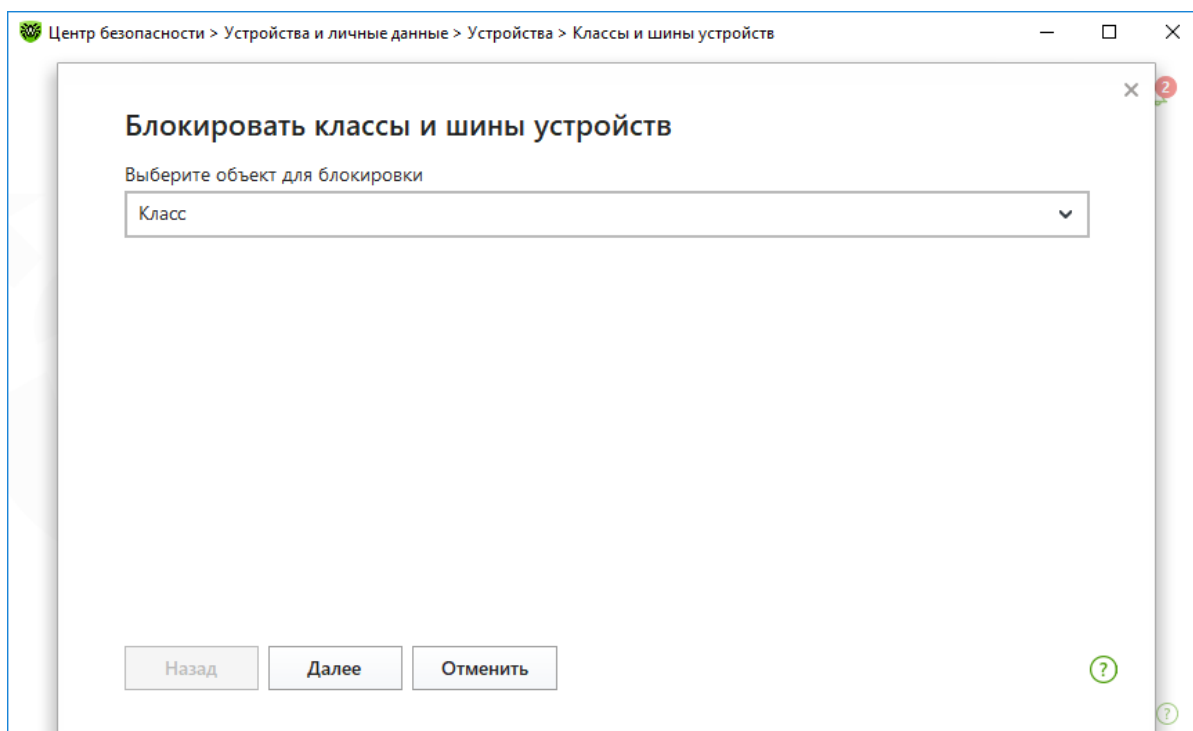 Центр безопасности > Устройства и личные данные > Устройства > Классы и шины устройств
2
Блокировать классы и шины устройств
Выберите объект для блокировки
Класс
Назад Далее Отменить ?
?